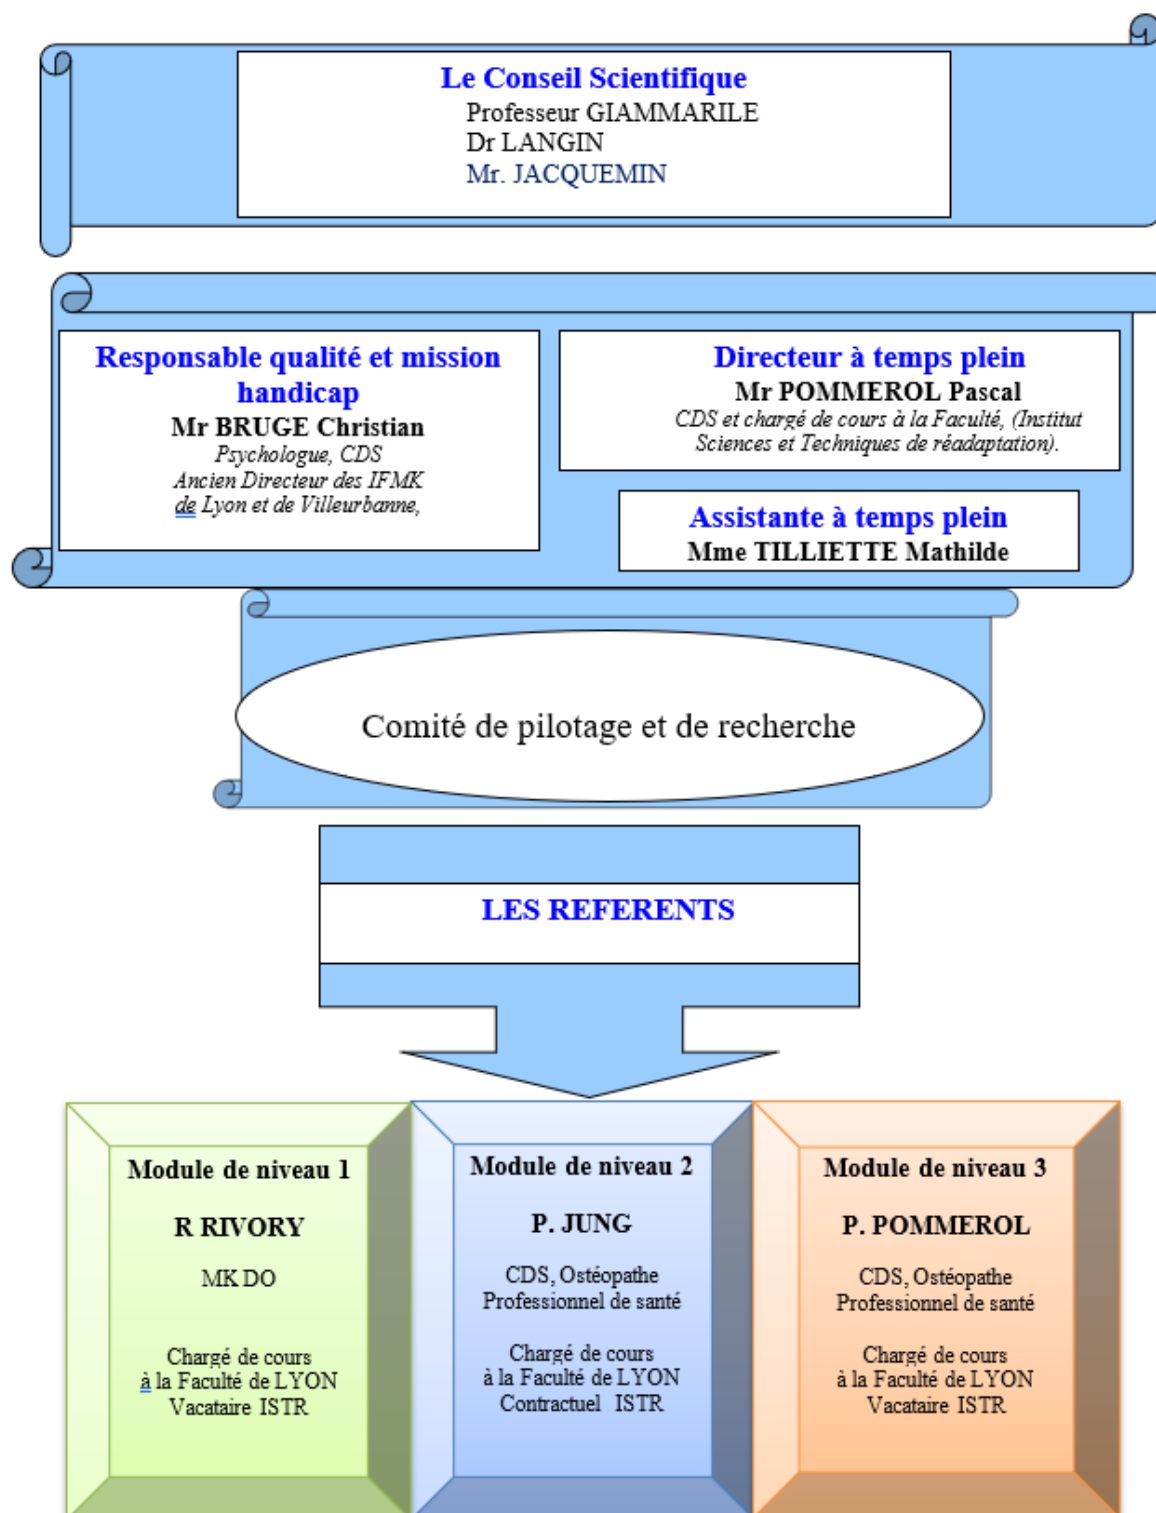 Le Conseil Scientifique
Professeur GIAMMARILE
Dr LANGIN
Mr. JACQUEMIN
Responsable qualité et mission
handicap
Mr BRUGE Christian
Psychologue, CDS
Ancien Directeur des IFMK
de Lyon et de Villeurbanne,
Directeur à temps plein
Mr POMMEROL Pascal
CDS et chargé de cours à la Faculté, (Institut
Sciences et Techniques de réadaptation).
Assistante à temps plein
Mme TILLIETTE Mathilde
Comité de pilotage et de recherche
LES REFERENTS
Module de niveau 1
R RIVORY
MK DO
Chargé de cours
à la Faculté de LYON
Vacataire ISTR
Module de niveau 2
P. JUNG
CDS, Ostéopathe
Professionnel de santé
Chargé de cours
à la Faculté de LYON
Contractuel ISTR
Module de niveau 3
P. POMMEROL
CDS, Ostéopathe
Professionnel de santé
Chargé de cours
à la Faculté de LYON
Vacataire ISTR